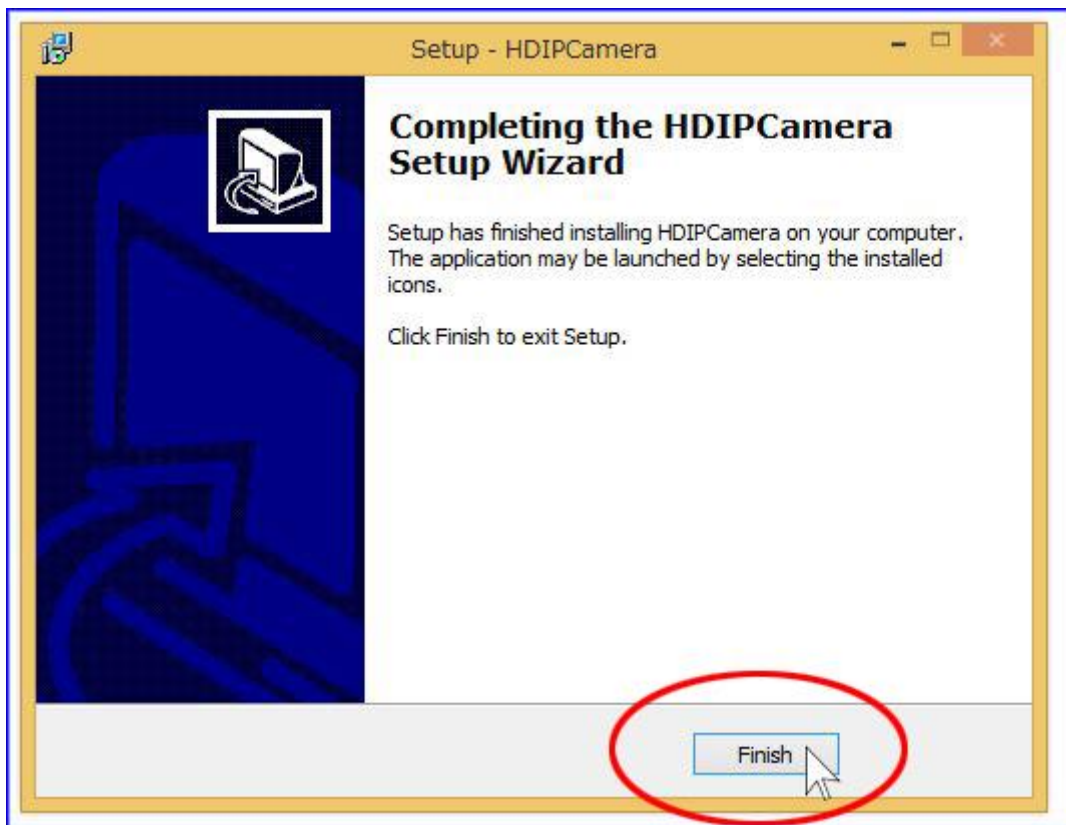 Setup - HDIPCamera
Completing the HDIPCamera
Setup Wizard
Setup has finished installing HDIPCamera on your computer.
The application may be launched by selecting the installed
icons.
Click Finish to exit Setup.
Finish